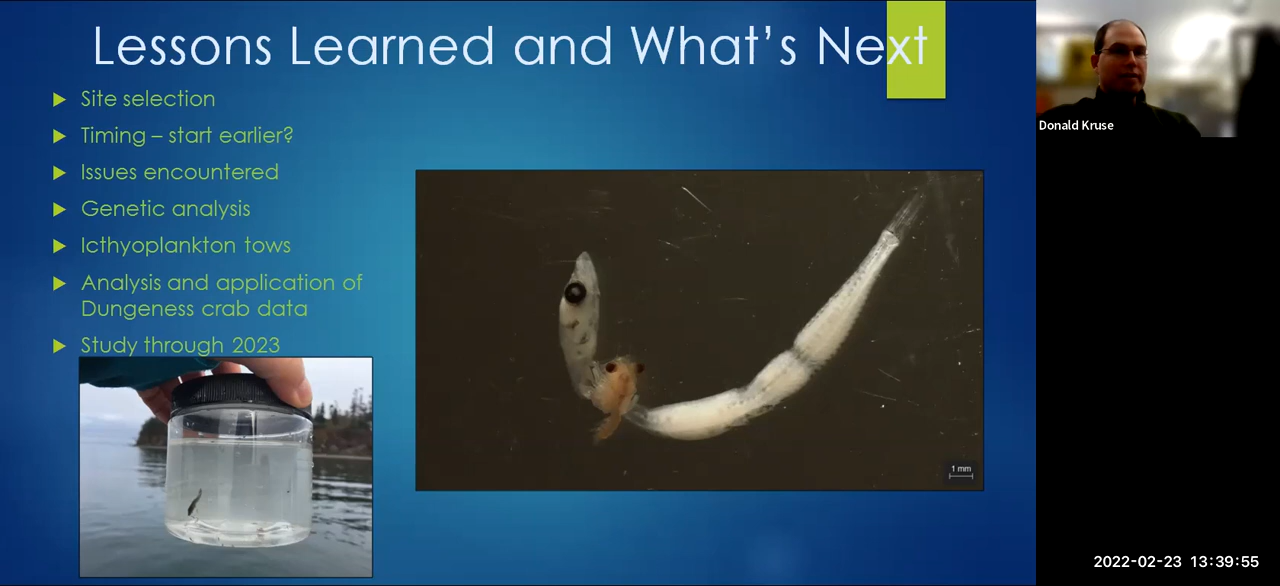 Lessons Learned and What's Next
Site selection
Timing – start earlier?
Issues encountered
Genetic analysis
Icthyoplankton tows
Analysis and application of
Dungeness crab data
Study through 2023
1 mm
Donald Kruse
2022-02-23 13:39:55